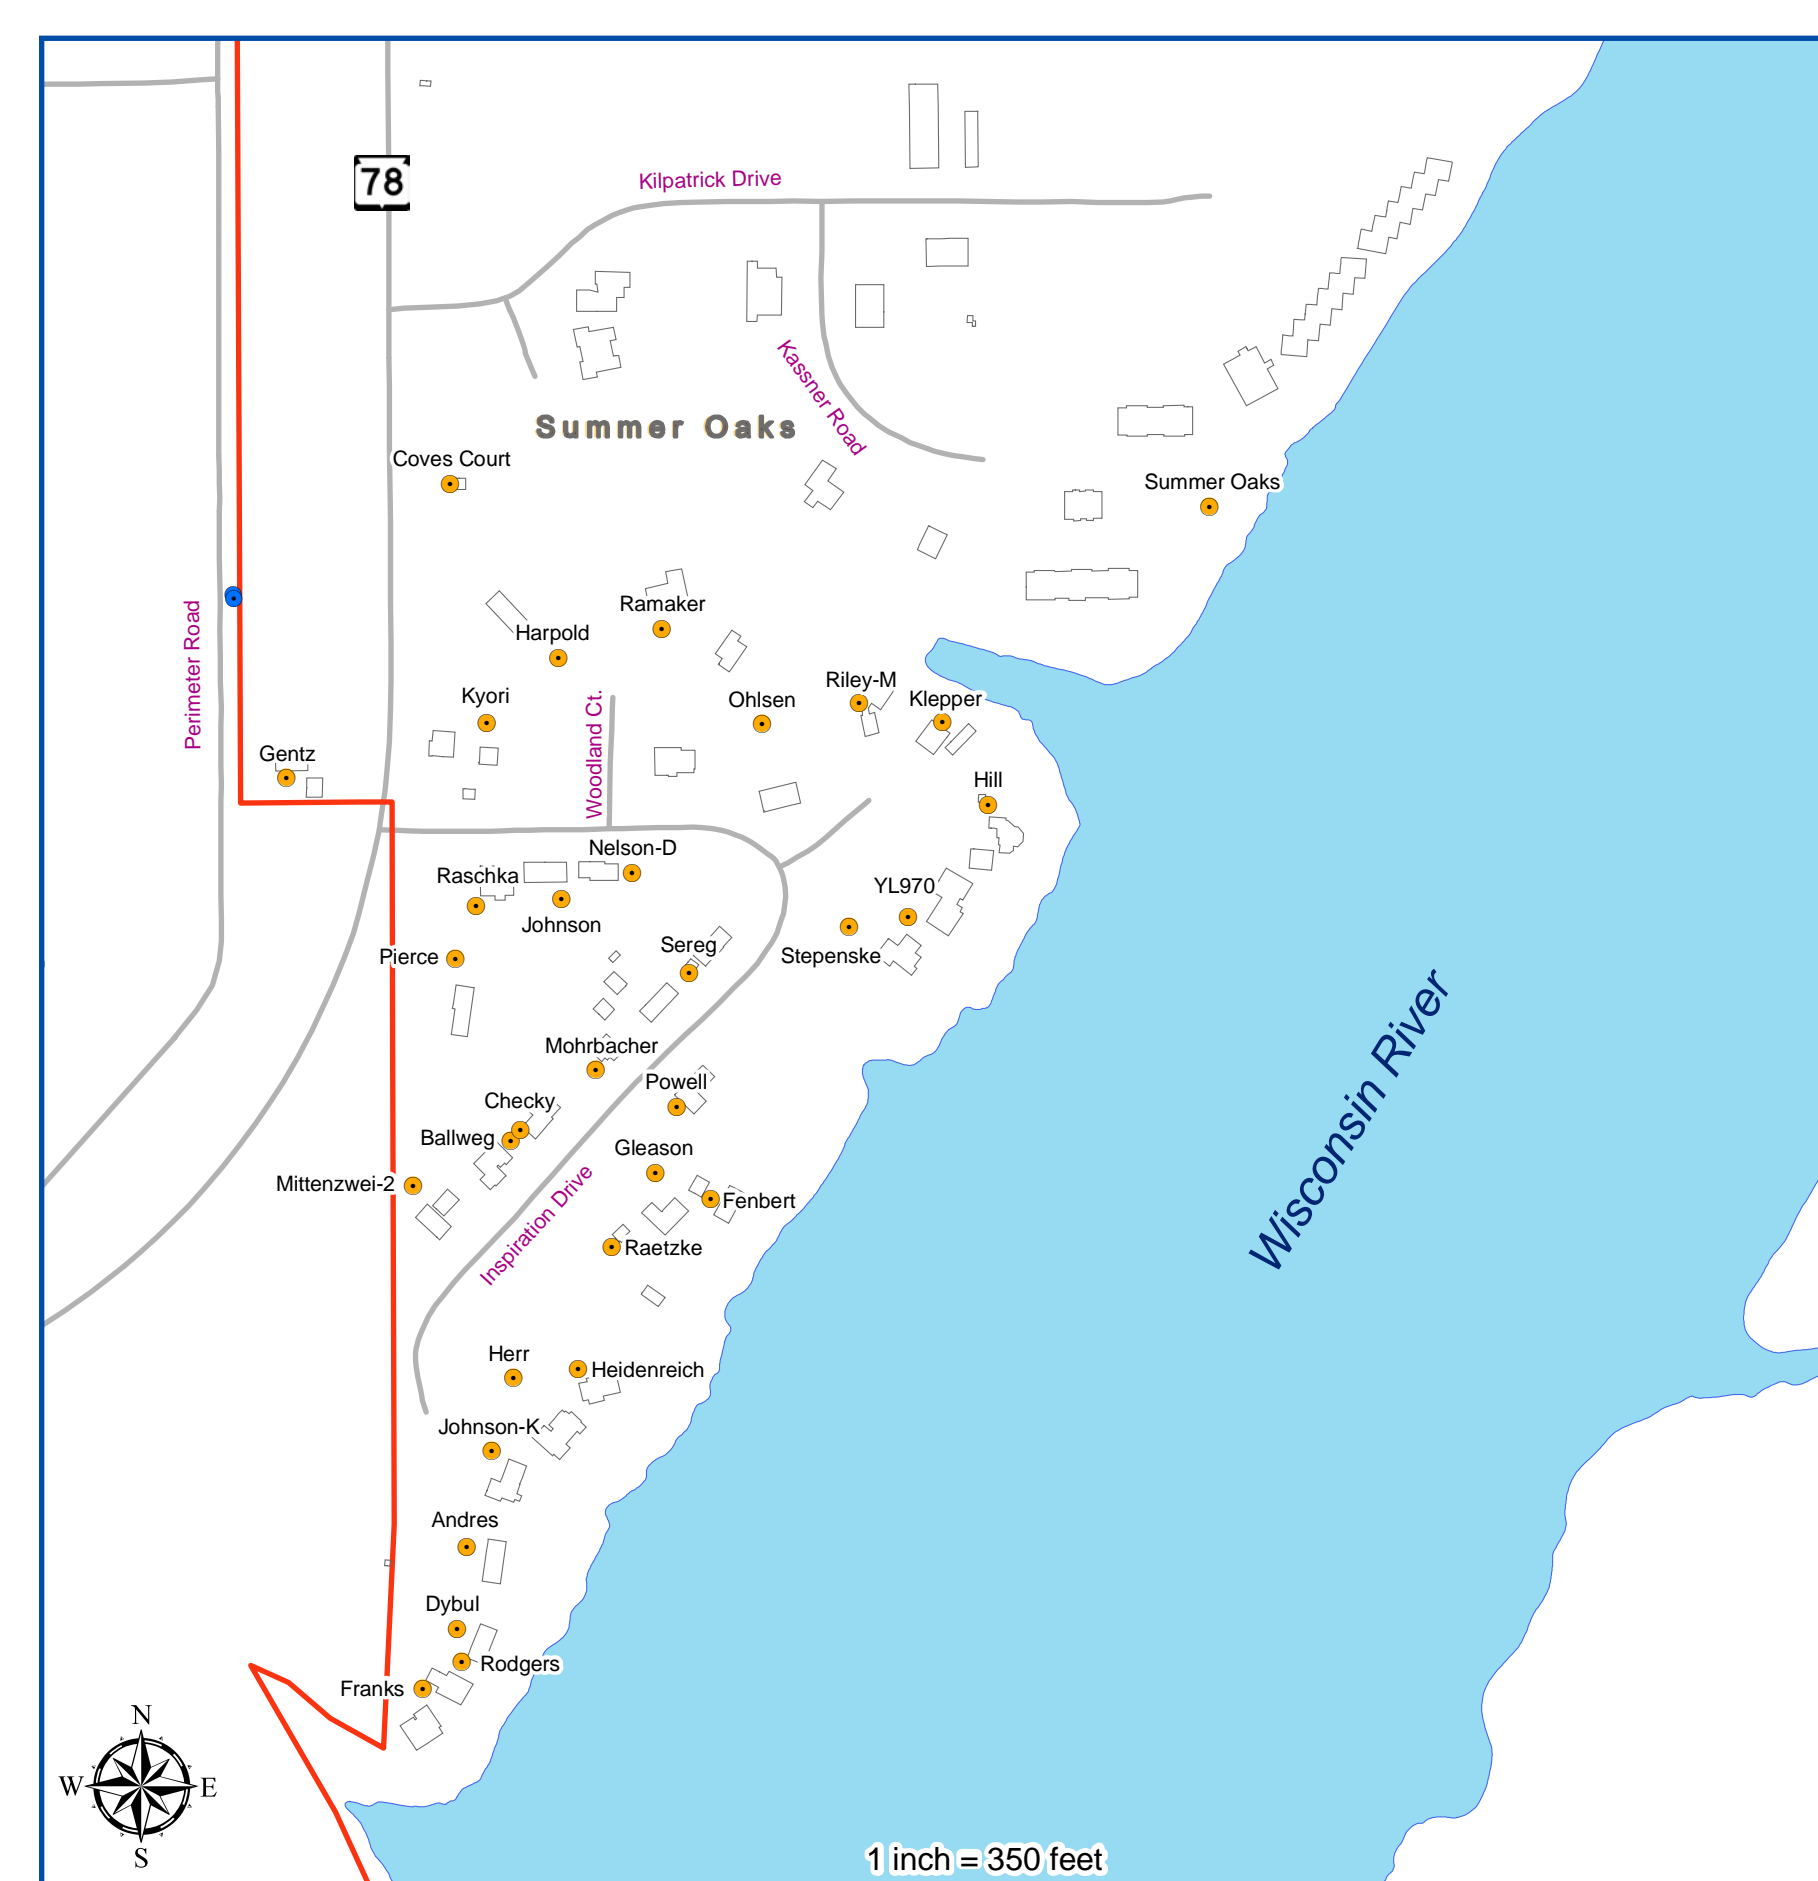 Kilpatrick Drive
78
Kassner Road
Summer Oaks
Coves Court
Summer Oaks
Perimeter Road
Ramaker
Harpold
Riley-M
Kyori
Woodland Ct.
Ohlsen
Klepper
Gentz
Hill
Nelson-D
Raschka
YL970
Johnson
Sereg
Pierce
Stepenske
Wisconsin River
Mohrbacher
Powell
Checky
Ballweg
Gleason
Mittenzwei-2
Fenbert
Inspiration Drive
Raetzke
Herr
Heidenreich
Johnson-K
Andres
Dybul
Rodgers
Franks
N
W
E
S
1 inch = 350 feet